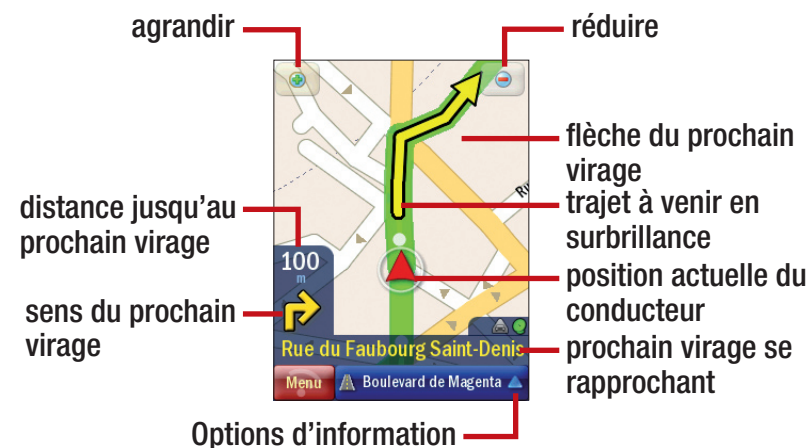 agrandir
réduire
flèche du prochain
virage
distance jusqu'au
prochain virage
trajet à venir en
surbrillance
Ru
100
m
position actuelle du
conducteur
sens du prochain
virage
Rue du Faubourg Saint-Denis
prochain virage se
rapprochant
Menu
Boulevard de Magenta
Options d'information